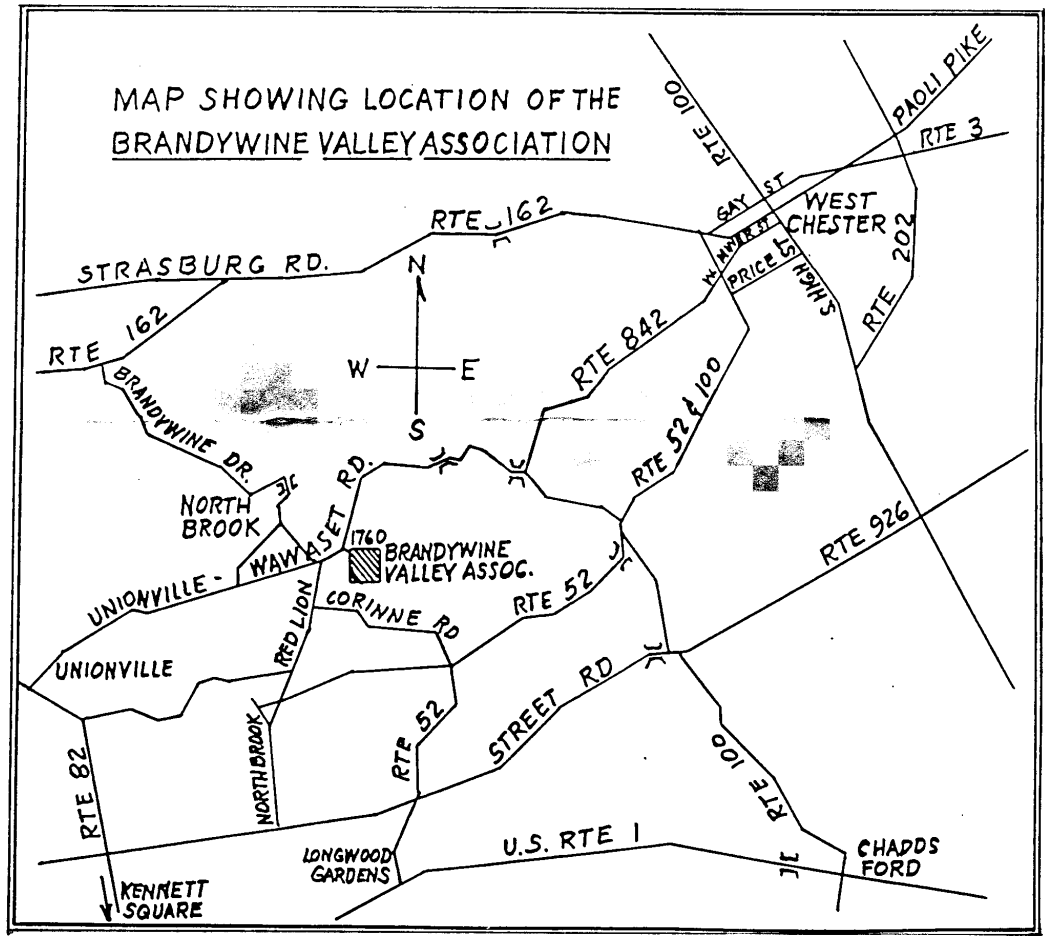 MAP SHOWING LOCATION OF THE
BRANDYWINE VALLEY ASSOCIATION
RTE 100
PAOLI PIKE
RTE 3
GAY ST
WEST
CHESTER
RTE 162
W. MINER ST
PRICE ST
S. HIGH ST
RTE 202
STRASBURG RD.
N
W E
S
RTE 162
RTE 842
BRANDYWINE DR.
RTE 52 & 100
NORTH
BROOK
UNIONVILLE - WAWASET RD.
1760
BRANDYWINE
VALLEY ASSOC.
RTE 926
RED LION
CORINNE RD
RTE 52
UNIONVILLE
STREET RD
RTE 52
NORTHBROOK
RTE 82
RTE 100
U.S. RTE 1
LONGWOOD
GARDENS
CHADDS
FORD
KENNETT
SQUARE